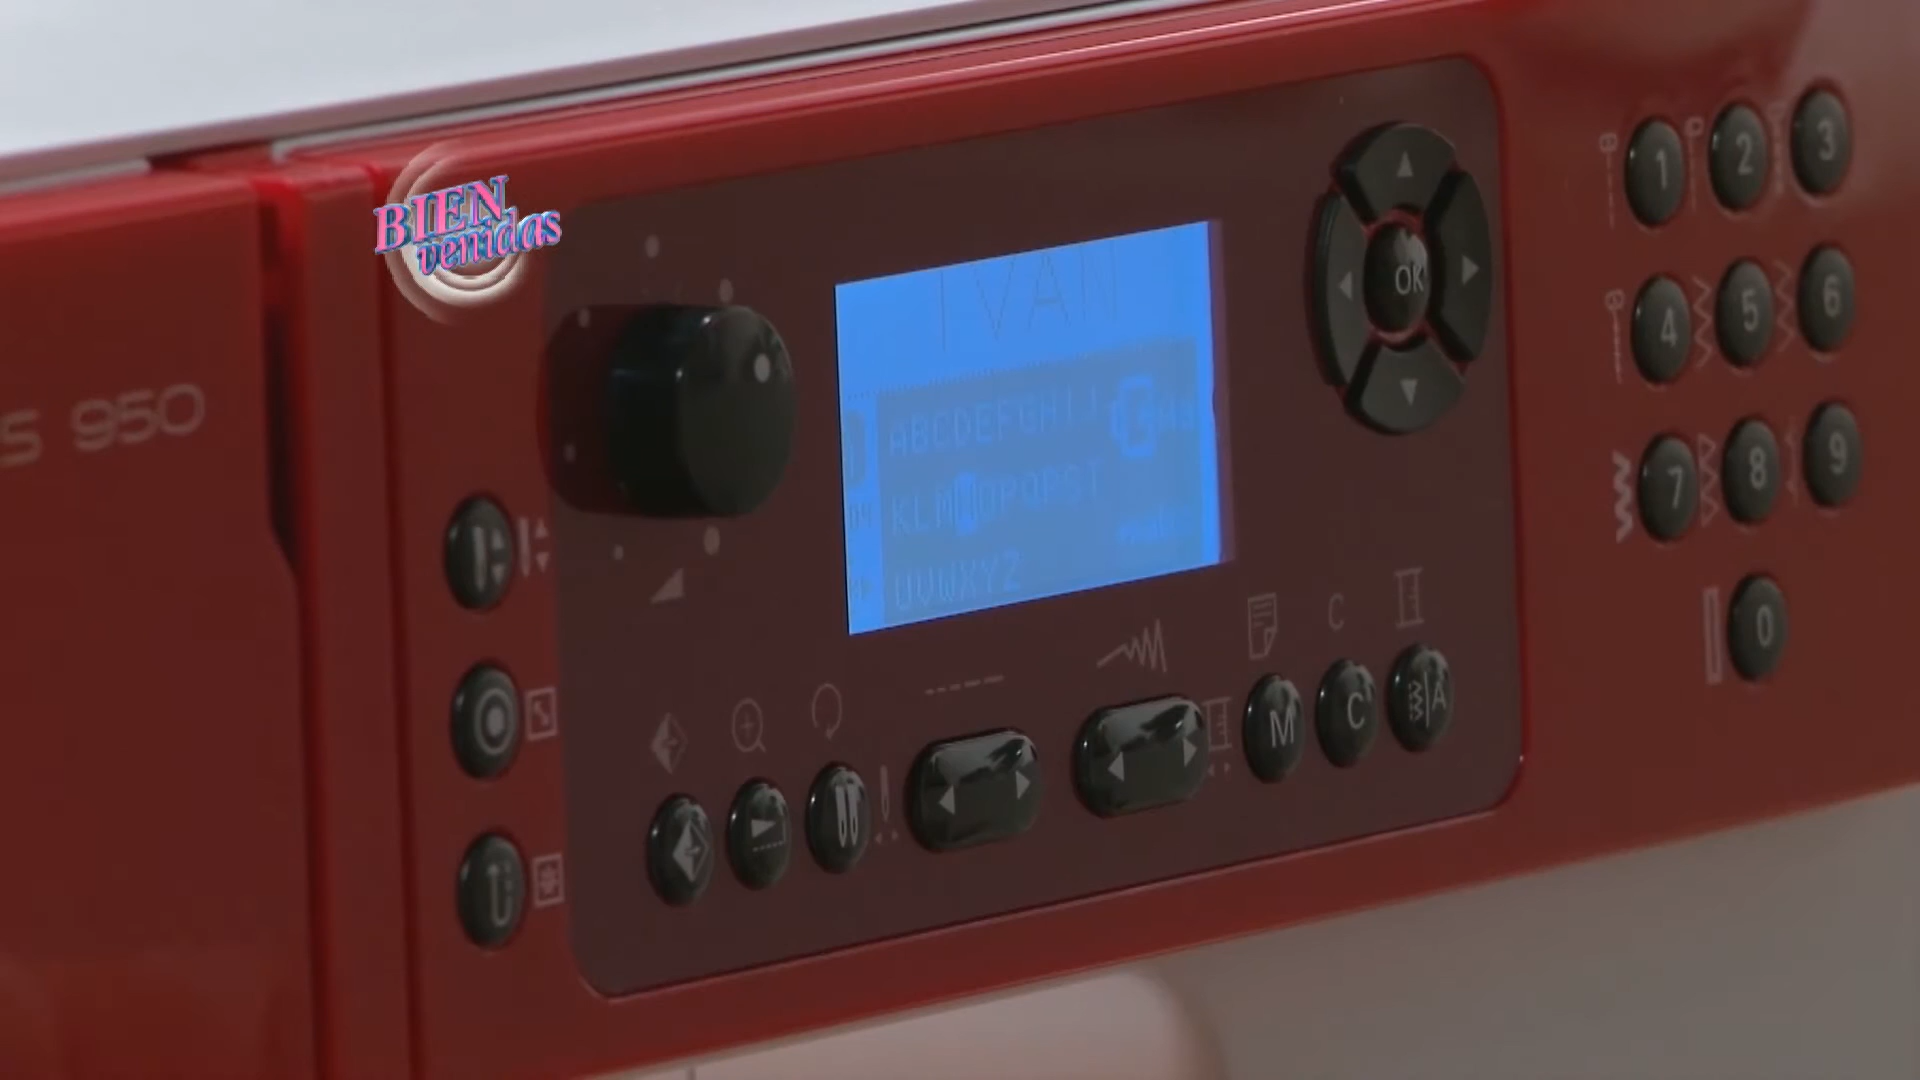 BIEN
venidas
S 950
IVAN
ABCDEFGHIJ
KLMNOPQRST
UVWXYZ
OK
1 2 3
4 5 6
7 8 9
0
C
M C A